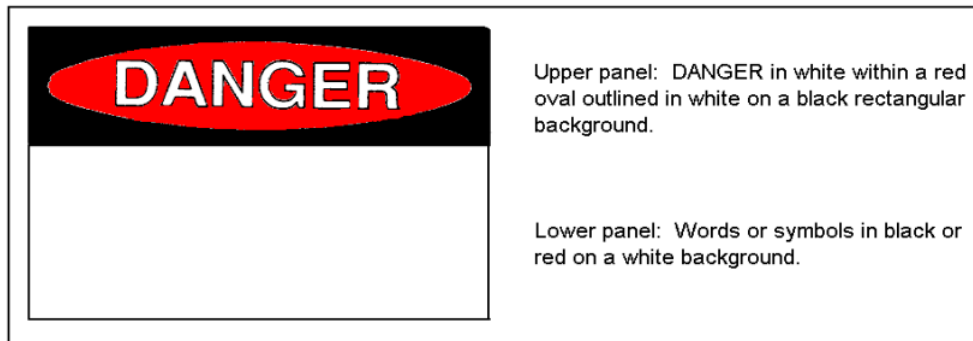 DANGER
Upper panel:  DANGER in white within a red
oval outlined in white on a black rectangular
background.
Lower panel:  Words or symbols in black or
red on a white background.